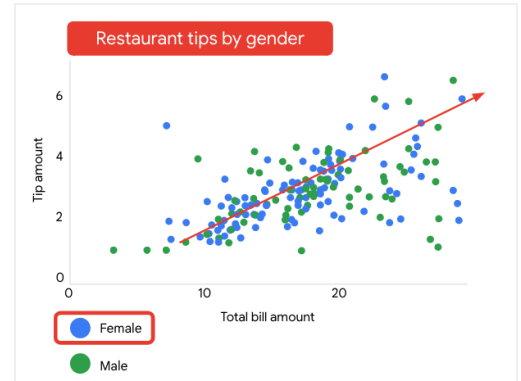 Restaurant tips by gender
6
4
2
0
Tip amount
0 10 20
Total bill amount
Female
Male